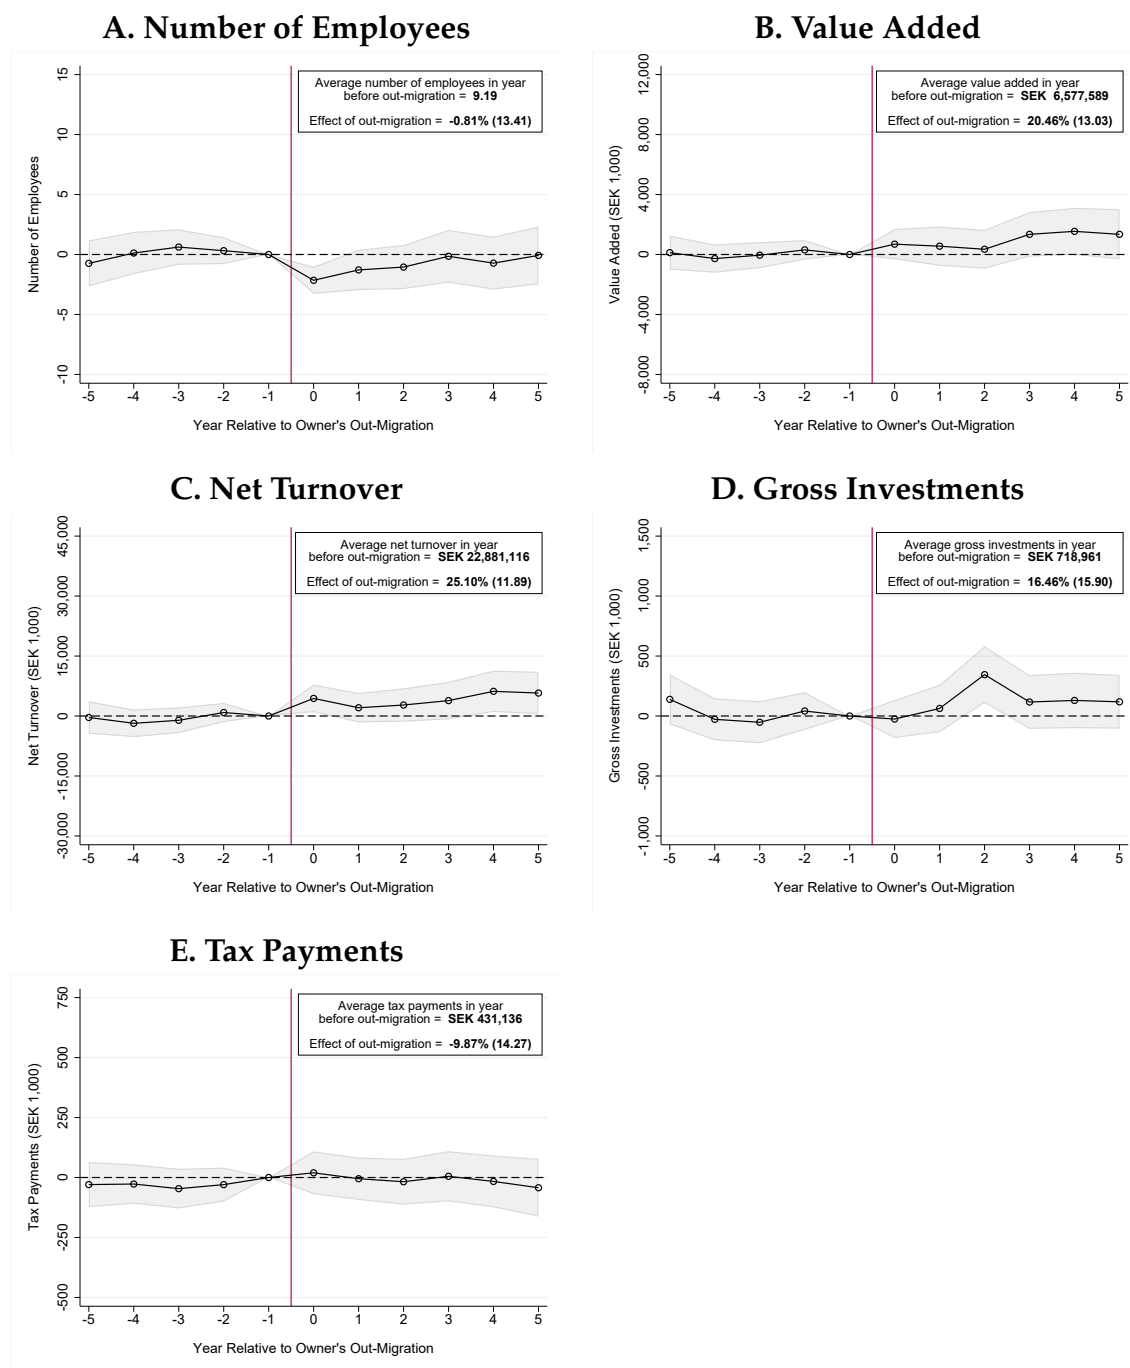 A. Number of Employees
15
10
5
0
-5
-10
Number of Employees
Average number of employees in year
before out-migration = 9.19
Effect of out-migration = -0.81% (13.41)
-5 -4 -3 -2 -1 0 1 2 3 4 5
Year Relative to Owner's Out-Migration
B. Value Added
12,000
8,000
4,000
0
-4,000
-8,000
Value Added (SEK 1,000)
Average value added in year
before out-migration = SEK 6,577,589
Effect of out-migration = 20.46% (13.03)
-5 -4 -3 -2 -1 0 1 2 3 4 5
Year Relative to Owner's Out-Migration
C. Net Turnover
45,000
30,000
15,000
0
-15,000
-30,000
Net Turnover (SEK 1,000)
Average net turnover in year
before out-migration = SEK 22,881,116
Effect of out-migration = 25.10% (11.89)
-5 -4 -3 -2 -1 0 1 2 3 4 5
Year Relative to Owner's Out-Migration
D. Gross Investments
1,500
1,000
500
0
-500
-1,000
Gross Investments (SEK 1,000)
Average gross investments in year
before out-migration = SEK 718,961
Effect of out-migration = 16.46% (15.90)
-5 -4 -3 -2 -1 0 1 2 3 4 5
Year Relative to Owner's Out-Migration
E. Tax Payments
750
500
250
0
-250
-500
Tax Payments (SEK 1,000)
Average tax payments in year
before out-migration = SEK 431,136
Effect of out-migration = -9.87% (14.27)
-5 -4 -3 -2 -1 0 1 2 3 4 5
Year Relative to Owner's Out-Migration